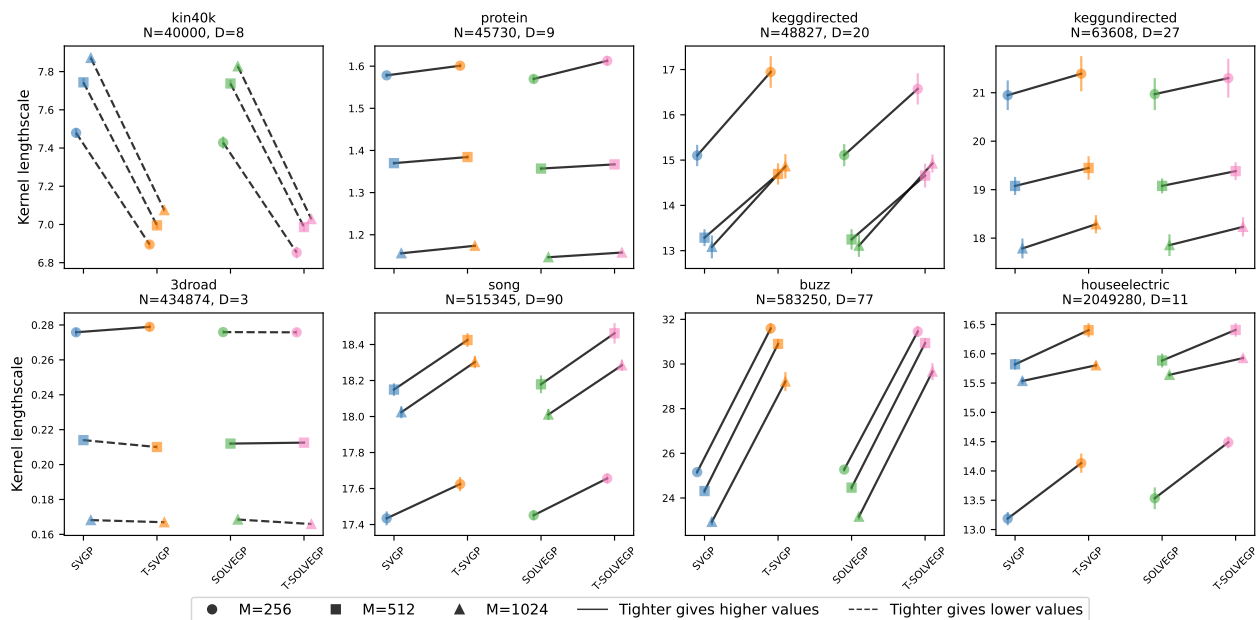 kin40k
N=40000, D=8
protein
N=45730, D=9
keggdirected
N=48827, D=20
keggundirected
N=63608, D=27
Kernel lengthscale
7.8
7.6
7.4
7.2
7.0
6.8
1.6
1.5
1.4
1.3
1.2
17
16
15
14
13
21
20
19
18
3droad
N=434874, D=3
song
N=515345, D=90
buzz
N=583250, D=77
houseelectric
N=2049280, D=11
Kernel lengthscale
0.28
0.26
0.24
0.22
0.20
0.18
0.16
18.4
18.2
18.0
17.8
17.6
17.4
32
30
28
26
24
16.5
16.0
15.5
15.0
14.5
14.0
13.5
13.0
SVGP
T-SVGP
SOLVEGP
T-SOLVEGP
SVGP
T-SVGP
SOLVEGP
T-SOLVEGP
SVGP
T-SVGP
SOLVEGP
T-SOLVEGP
SVGP
T-SVGP
SOLVEGP
T-SOLVEGP
M=256
M=512
M=1024
Tighter gives higher values
Tighter gives lower values